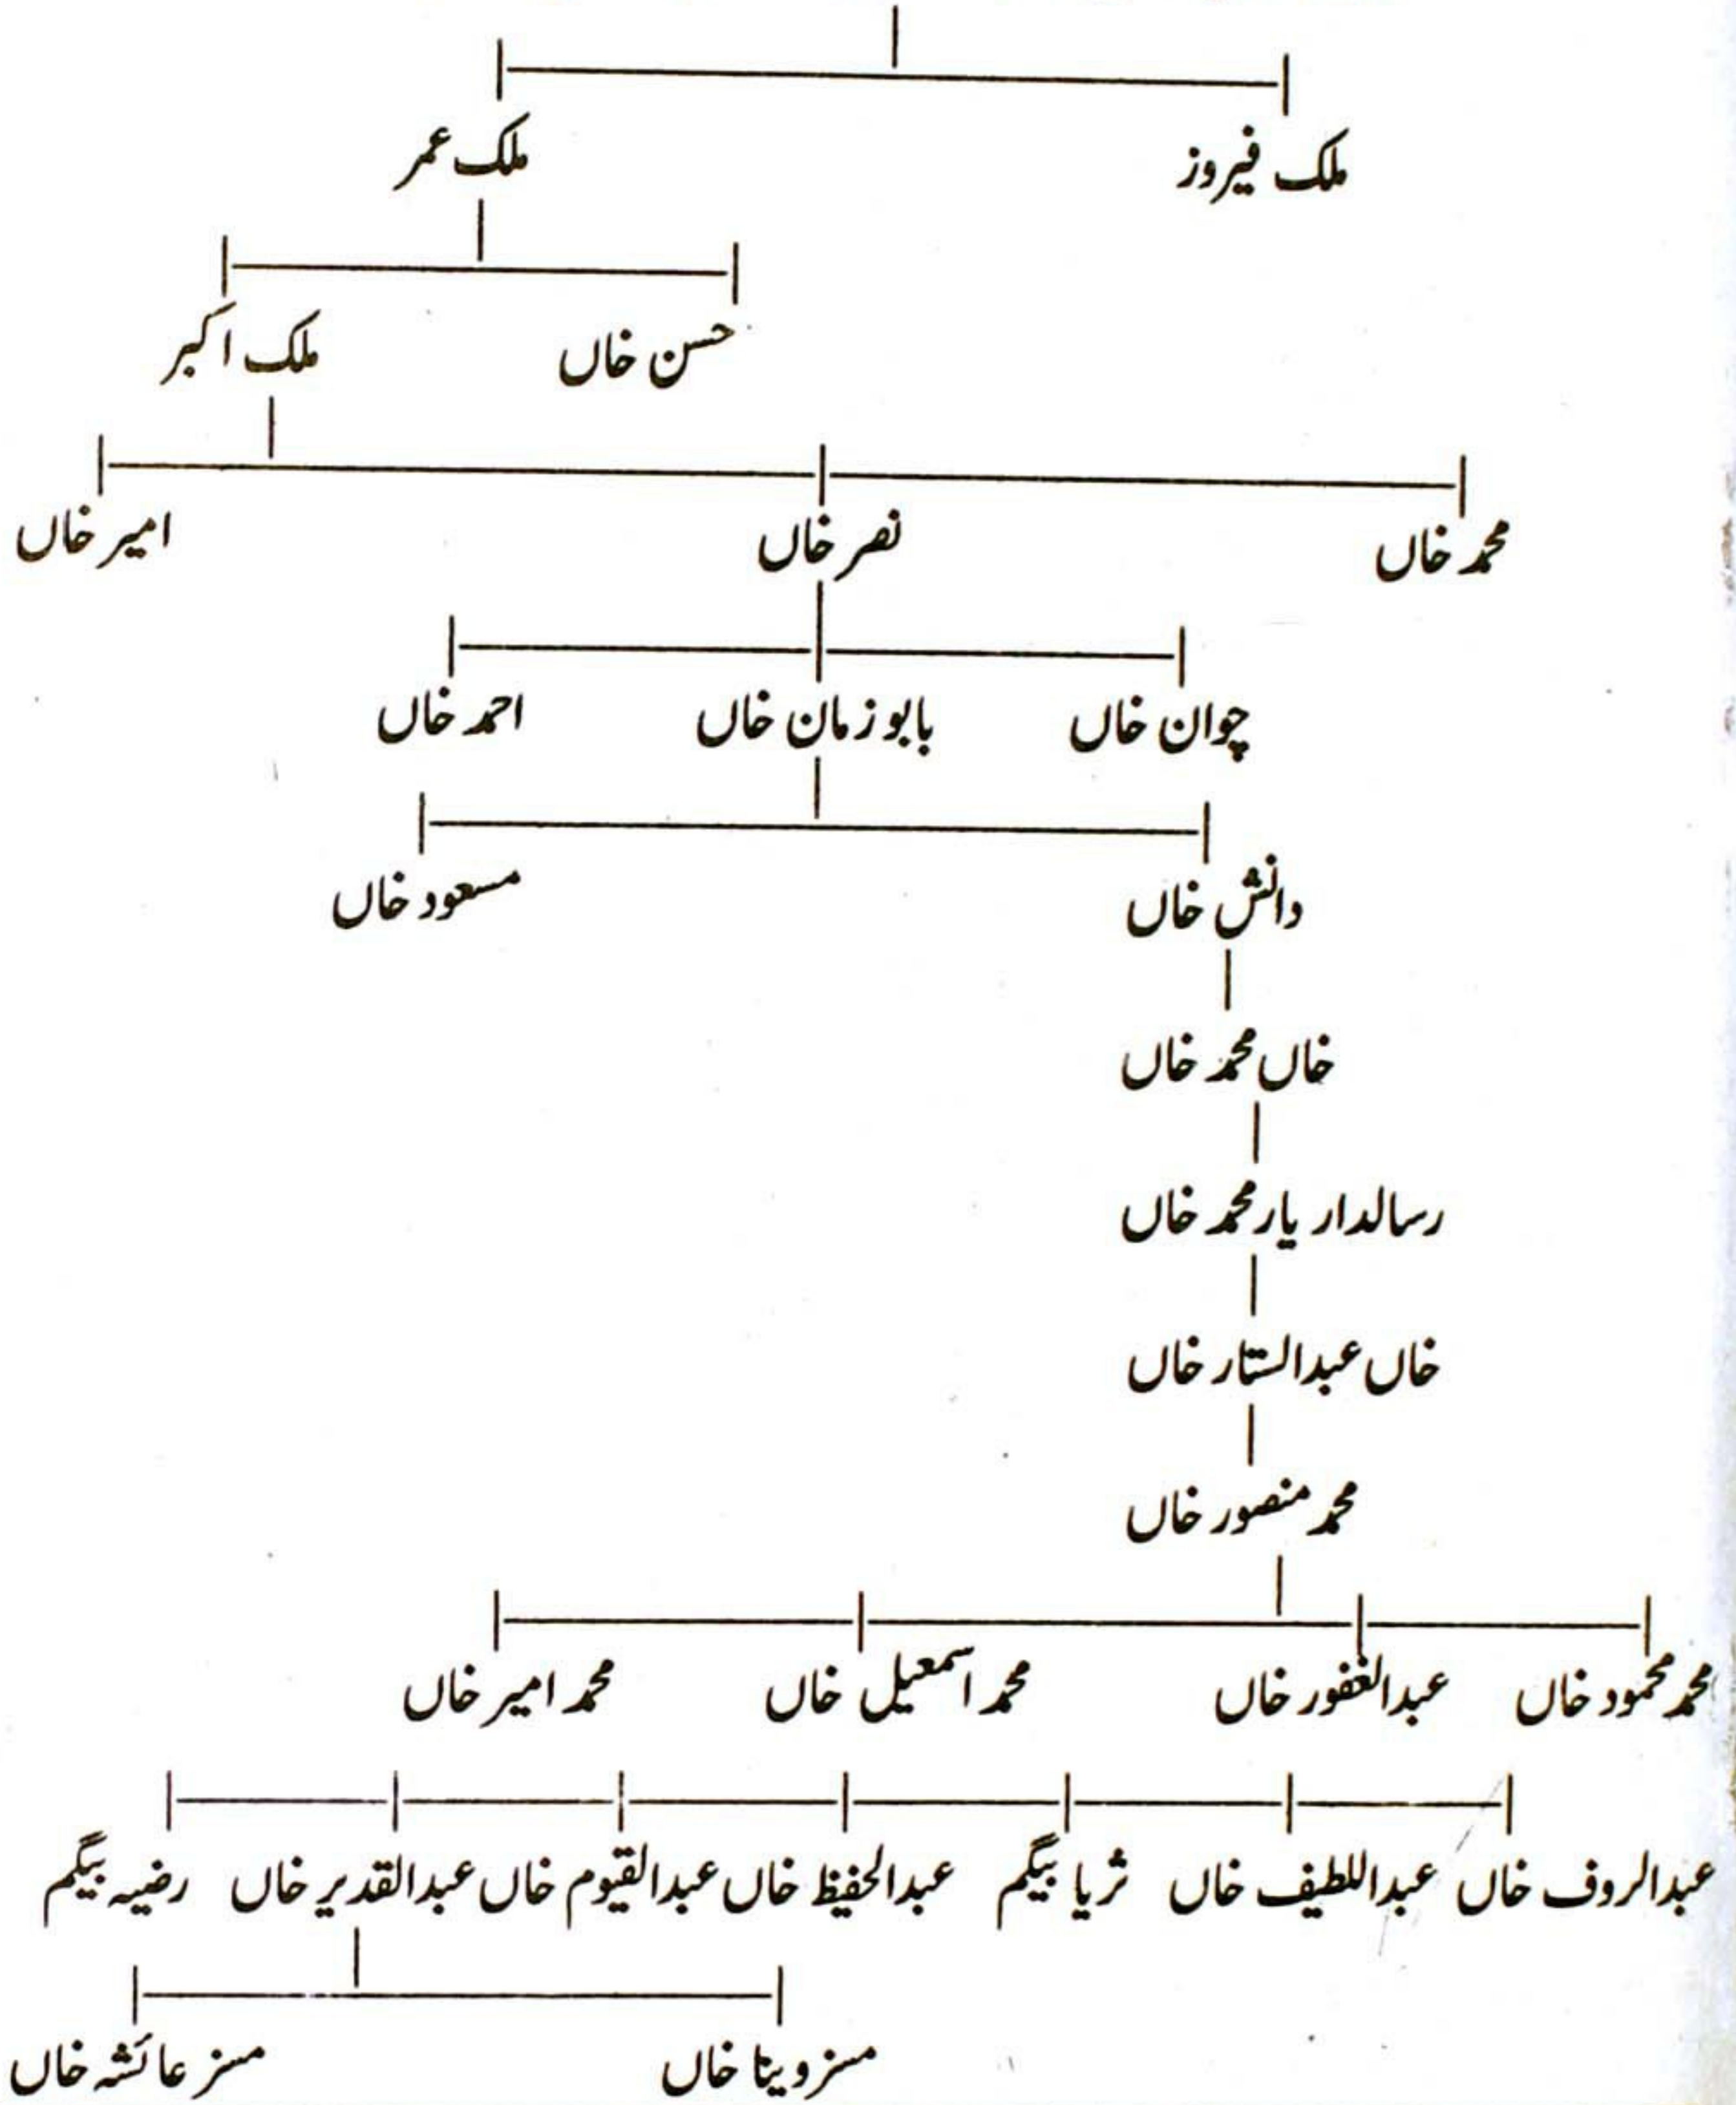 ملک فیروز ملک عمر
حسن خاں ملک اکبر
محمد خاں نصر خاں امیر خاں
چوان خاں بابو زمان خاں احمد خاں
دانش خاں مسعود خاں
خاں محمد خاں
رسالدار یار محمد خاں
خاں عبدالستار خاں
محمد منصور خاں
محمد محمود خاں عبدالغفور خاں محمد اسمعیل خاں محمد امیر خاں
عبدالروف خاں عبداللطیف خاں ثریا بیگم عبدالحفیظ خاں عبدالقیوم خاں عبدالقدیر خاں رضیہ بیگم
مسز وینا خاں مسز عائشہ خاں